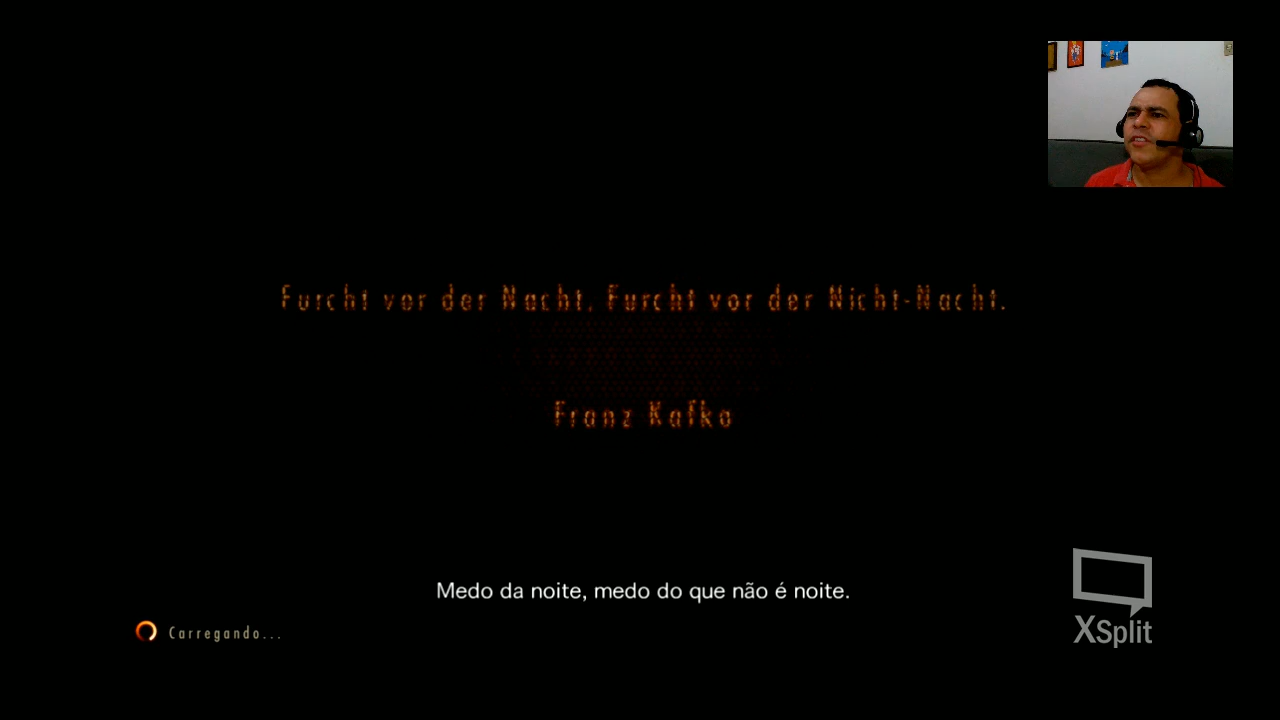 Furcht vor der Nacht. Furcht vor der Nicht-Nacht.
Franz Kafka
Medo da noite, medo do que não é noite.
Carregando...
XSplit